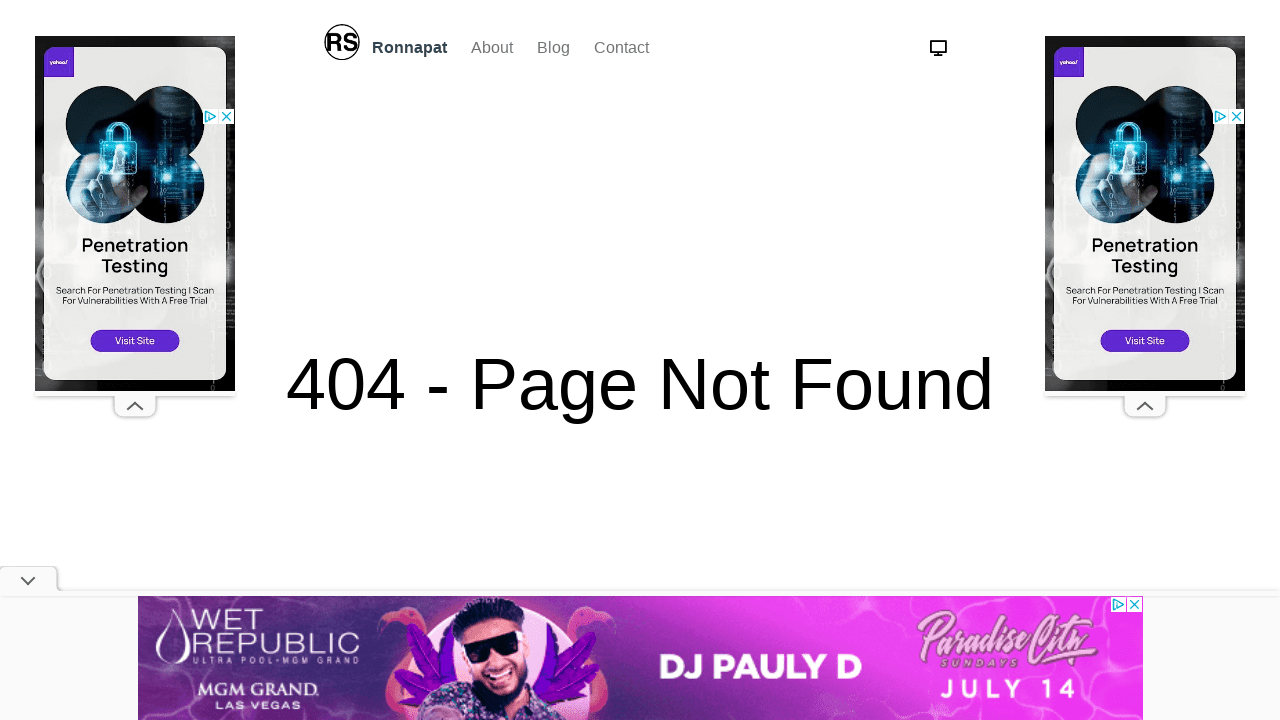 RS
Ronnapat
About
Blog
Contact
yahoo!
Penetration
Testing
Search For Penetration Testing | Scan
For Vulnerabilities With A Free Trial
Visit Site
yahoo!
Penetration
Testing
Search For Penetration Testing | Scan
For Vulnerabilities With A Free Trial
Visit Site
404 - Page Not Found
WET
REPUBLIC
ULTRA POOL · MGM GRAND
MGM GRAND
LAS VEGAS
DJ PAULY D
Paradise City
SUNDAYS
JULY 14